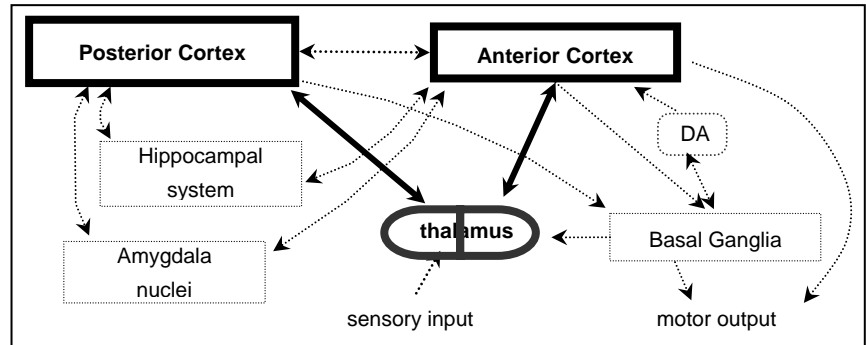 Posterior Cortex
Anterior Cortex
DA
Hippocampal
system
thalamus
Basal Ganglia
Amygdala
nuclei
sensory input
motor output